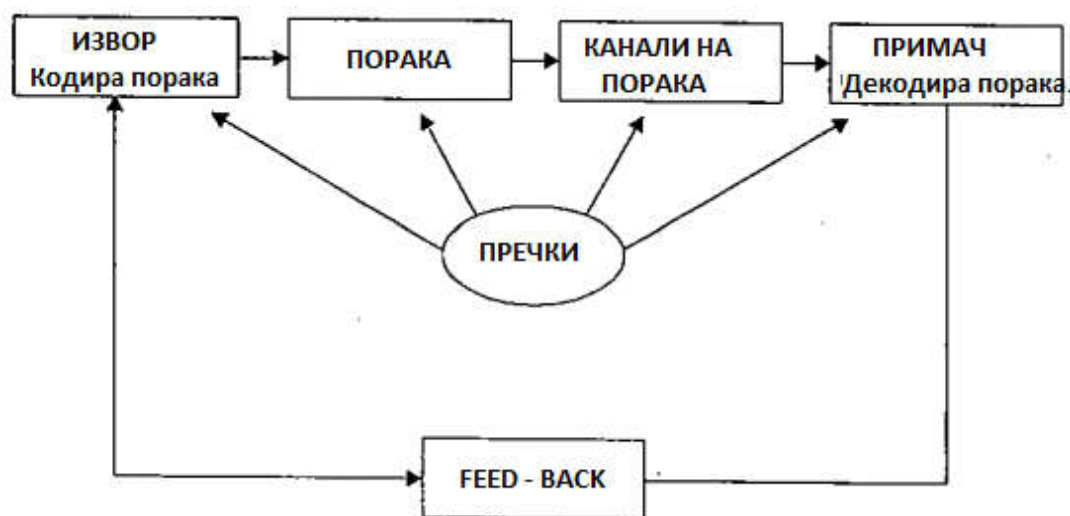 ИЗВОР
Кодира порака
ПОРАКА
КАНАЛИ НА
ПОРАКА
ПРИМАЧ
Декодира порака.
ПРЕЧКИ
FEED - BACK